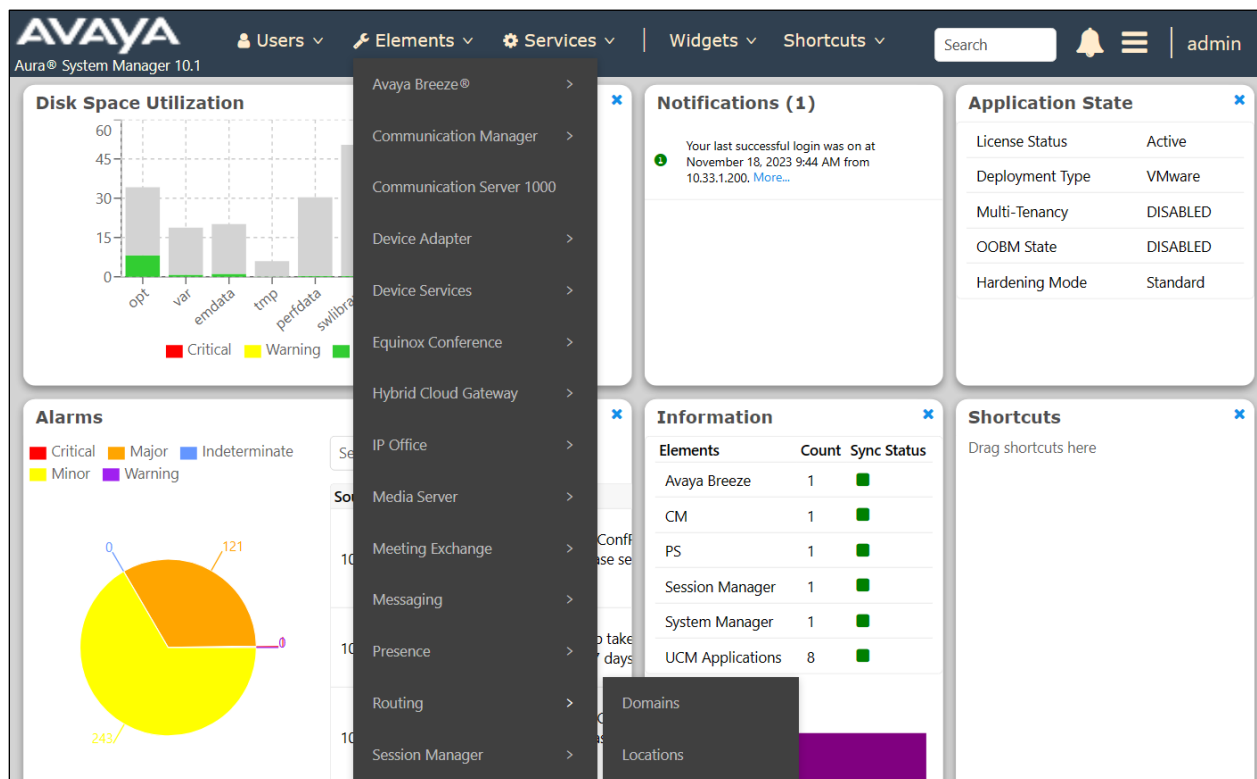 AVAYA
Aura® System Manager 10.1
Users
Elements
Services
Widgets
Shortcuts
Search
admin
Disk Space Utilization
60
45
30
15
0
opt
var
emdata
tmp
perfdata
Critical
Warning
Avaya Breeze®
Communication Manager
Communication Server 1000
Device Adapter
Device Services
Equinox Conference
Hybrid Cloud Gateway
IP Office
Media Server
Meeting Exchange
Messaging
Presence
Routing
Session Manager
Domains
Locations
Notifications (1)
1
Your last successful login was on at
November 18, 2023 9:44 AM from
10.33.1.200. More...
Application State
License Status Active
Deployment Type VMware
Multi-Tenancy DISABLED
OOBM State DISABLED
Hardening Mode Standard
Alarms
Critical Major Indeterminate
Minor Warning
0
121
0
243
10
10
10
days
Information
Elements Count Sync Status
Avaya Breeze 1
CM 1
PS 1
Session Manager 1
System Manager 1
UCM Applications 8
Shortcuts
Drag shortcuts here